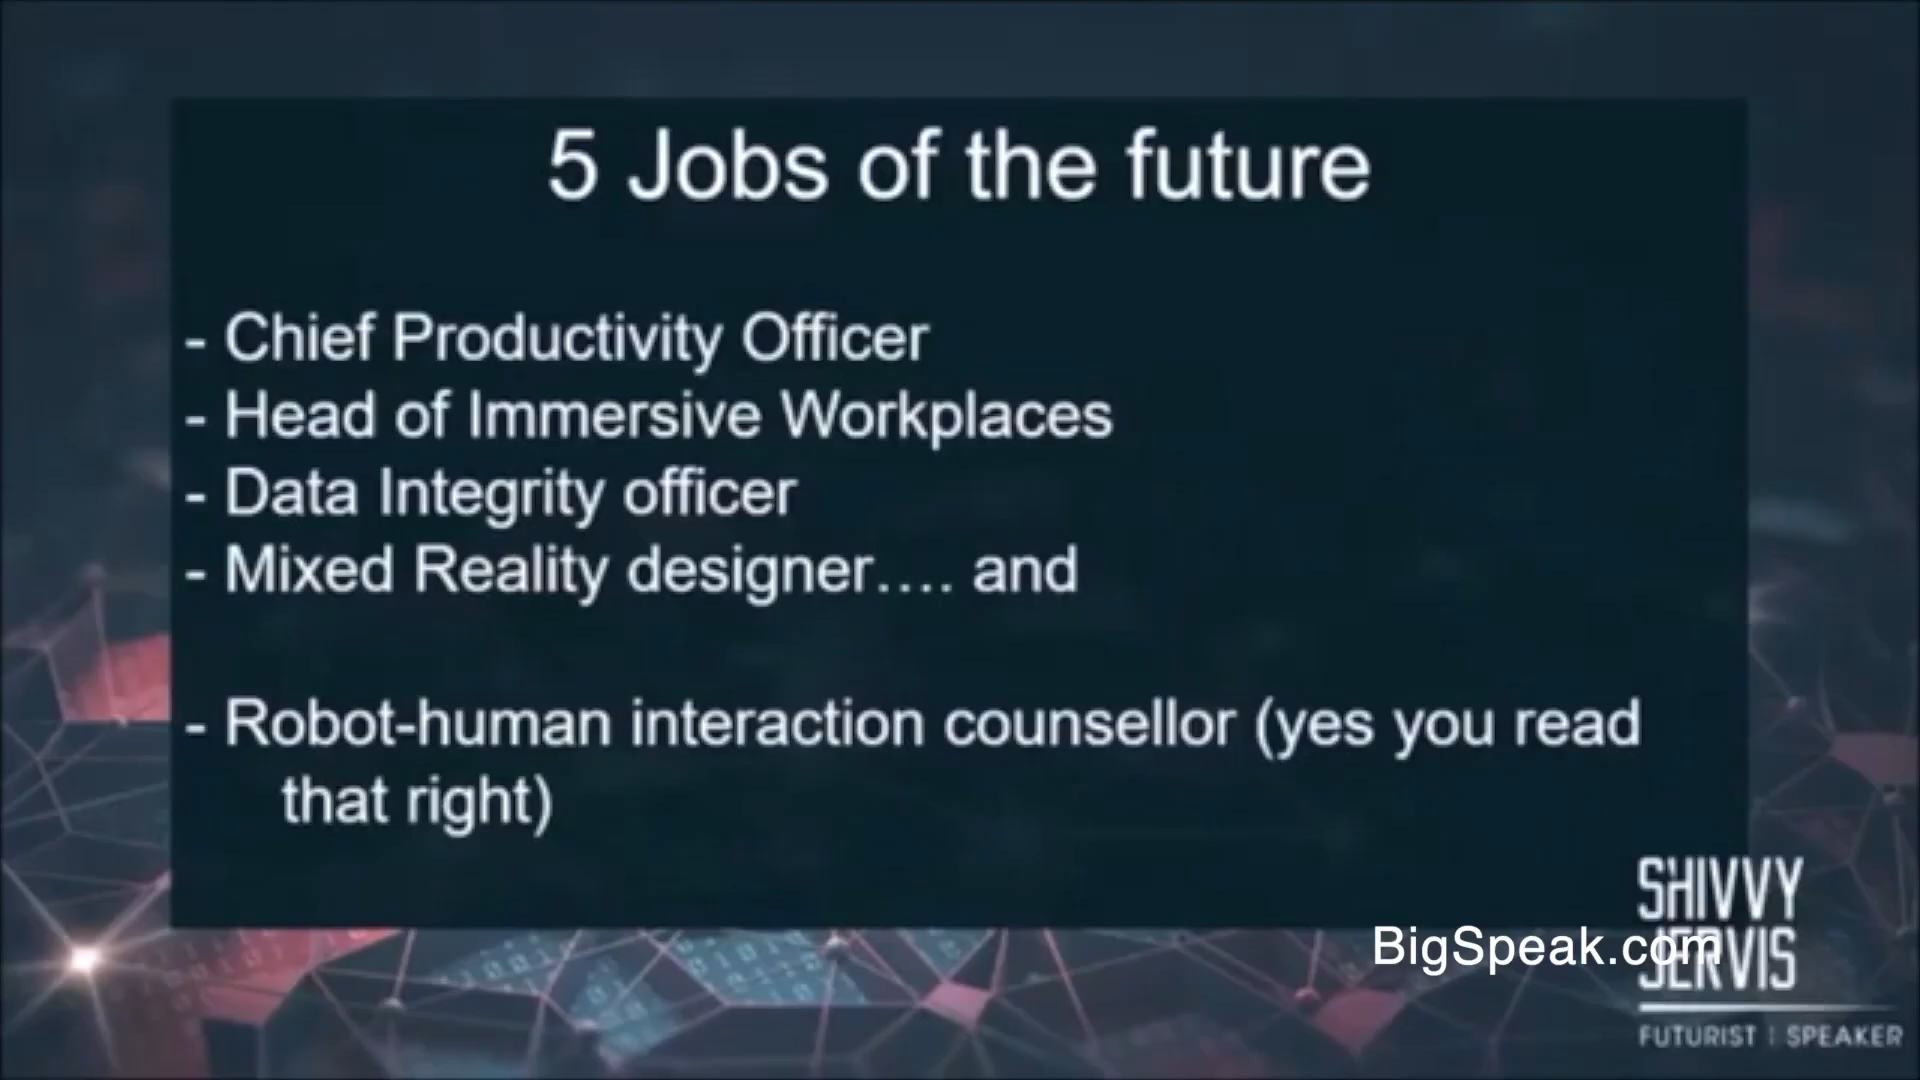 5 Jobs of the future
- Chief Productivity Officer
- Head of Immersive Workplaces
- Data Integrity officer
- Mixed Reality designer.... and
- Robot-human interaction counsellor (yes you read
that right)
SHIVVY
BigSpeak.com
JERVIS
FUTURIST | SPEAKER